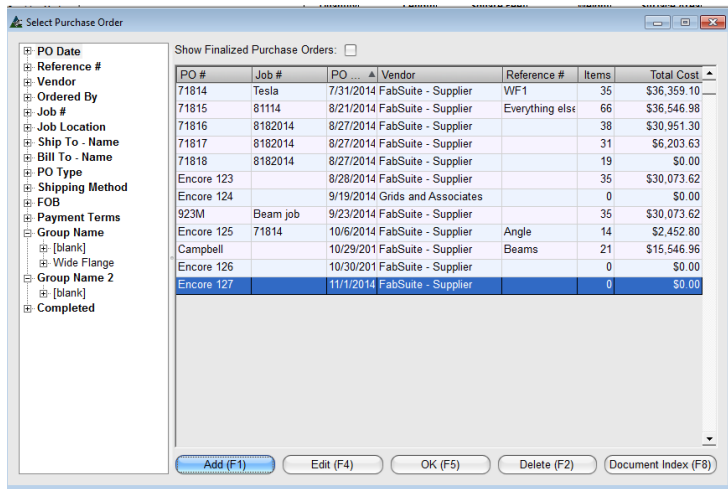 Select Purchase Order
PO Date
Reference #
Vendor
Ordered By
Job #
Job Location
Ship To - Name
Bill To - Name
PO Type
Shipping Method
FOB
Payment Terms
Group Name
[blank]
Wide Flange
Group Name 2
[blank]
Completed
Show Finalized Purchase Orders:
PO # Job # PO ... Vendor Reference # Items Total Cost
71814 Tesla 7/31/2014 FabSuite - Supplier WF1 35 $36,359.10
71815 81114 8/21/2014 FabSuite - Supplier Everything else 66 $36,546.98
71816 8182014 8/27/2014 FabSuite - Supplier 38 $30,951.30
71817 8182014 8/27/2014 FabSuite - Supplier 31 $6,203.63
71818 8182014 8/27/2014 FabSuite - Supplier 19 $0.00
Encore 123 8/28/2014 FabSuite - Supplier 35 $30,073.62
Encore 124 9/19/2014 Grids and Associates 0 $0.00
923M Beam job 9/23/2014 FabSuite - Supplier 35 $30,073.62
Encore 125 71814 10/6/2014 FabSuite - Supplier Angle 14 $2,452.80
Campbell 10/29/201 FabSuite - Supplier Beams 21 $15,546.96
Encore 126 10/30/201 FabSuite - Supplier 0 $0.00
Encore 127 11/1/2014 FabSuite - Supplier 0 $0.00
Add (F1) Edit (F4) OK (F5) Delete (F2) Document Index (F8)